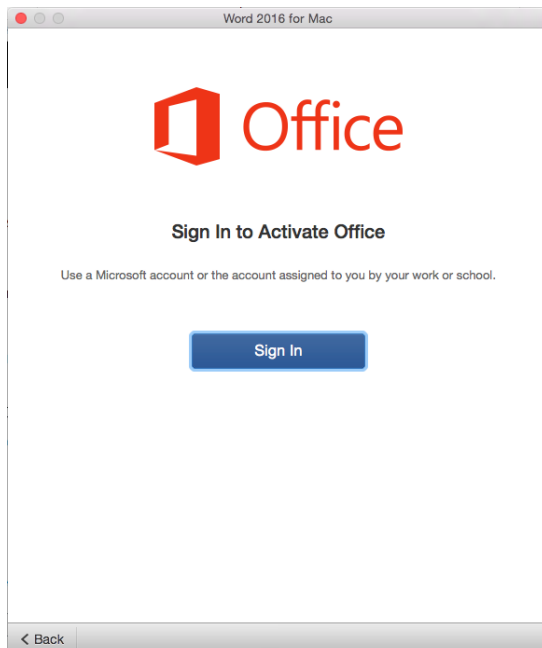 Word 2016 for Mac
Office
Sign In to Activate Office
Use a Microsoft account or the account assigned to you by your work or school.
Sign In
Back